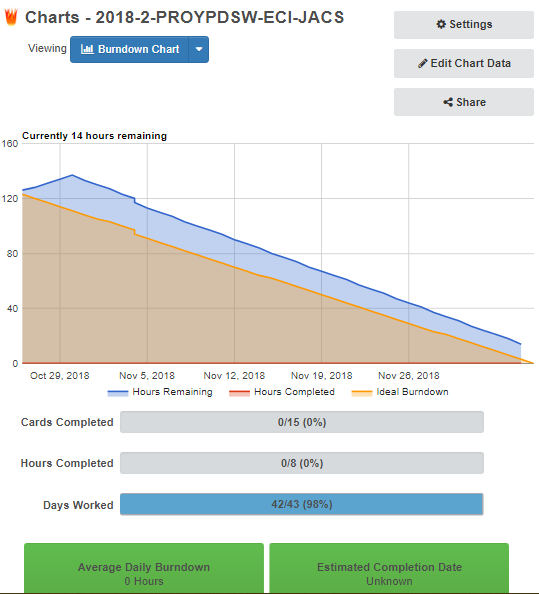 Charts - 2018-2-PROYPDSW-ECI-JACS
Viewing Burndown Chart
Settings
Edit Chart Data
Share
Currently 14 hours remaining
160
120
80
40
0
Oct 29, 2018 Nov 5, 2018 Nov 12, 2018 Nov 19, 2018 Nov 26, 2018
Hours Remaining Hours Completed Ideal Burndown
Cards Completed 0/15 (0%)
Hours Completed 0/8 (0%)
Days Worked 42/43 (98%)
Average Daily Burndown
0 Hours
Estimated Completion Date
Unknown